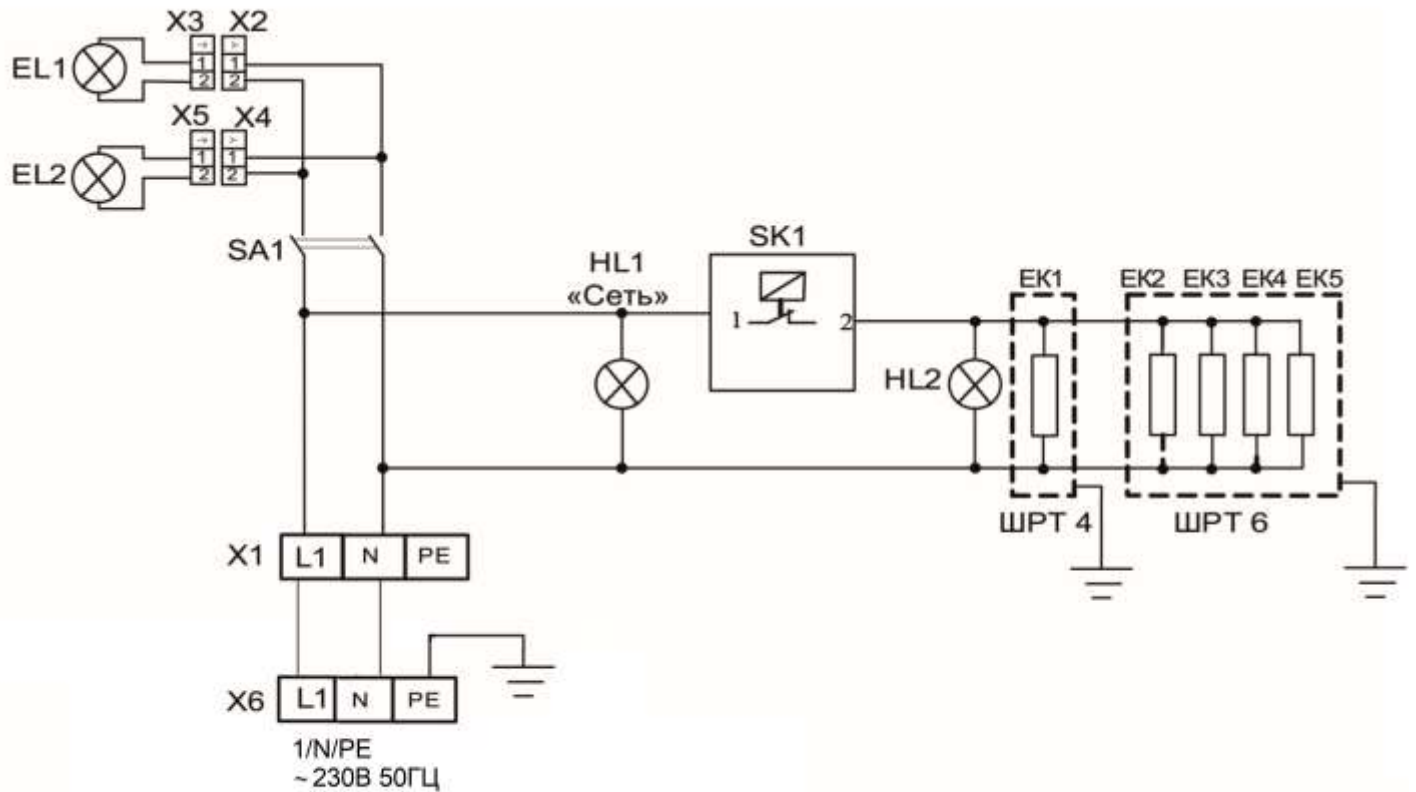 X3 X2
EL1
1 1
2 2
X5 X4
EL2
1 1
2 2
SA1
HL1
«Сеть»
SK1
1 2
HL2
ЕК1 ЕК2 ЕК3 ЕК4 ЕК5
ШРТ 4 ШРТ 6
X1 L1 N PE
X6 L1 N PE
1/N/PE
~230В 50ГЦ